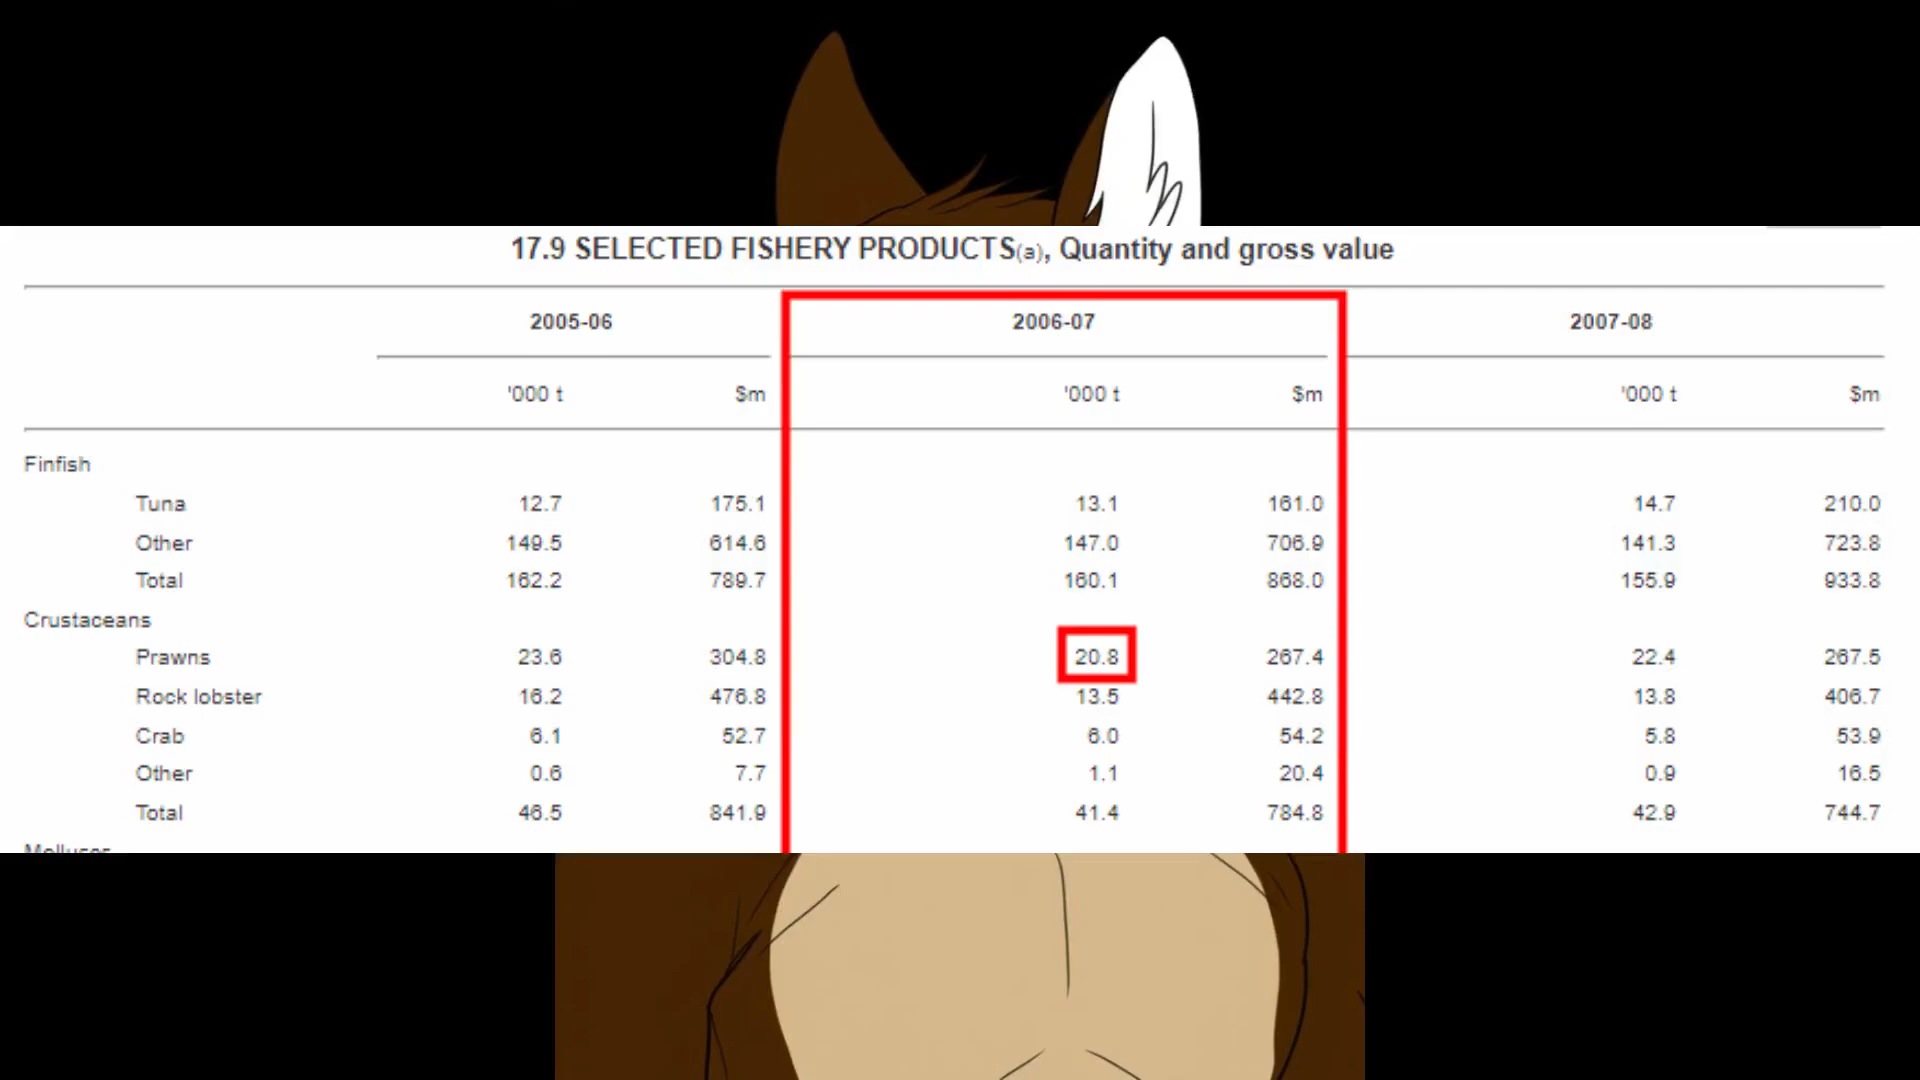 17.9 SELECTED FISHERY PRODUCTS(a), Quantity and gross value
2005-06 2006-07 2007-08
'000 t $m '000 t $m '000 t $m
Finfish
Tuna 12.7 175.1 13.1 161.0 14.7 210.0
Other 149.5 614.6 147.0 706.9 141.3 723.8
Total 162.2 789.7 160.1 868.0 155.9 933.8
Crustaceans
Prawns 23.6 304.8 20.8 267.4 22.4 267.5
Rock lobster 16.2 476.8 13.5 442.8 13.8 406.7
Crab 6.1 52.7 6.0 54.2 5.8 53.9
Other 0.6 7.7 1.1 20.4 0.9 16.5
Total 46.5 841.9 41.4 784.8 42.9 744.7